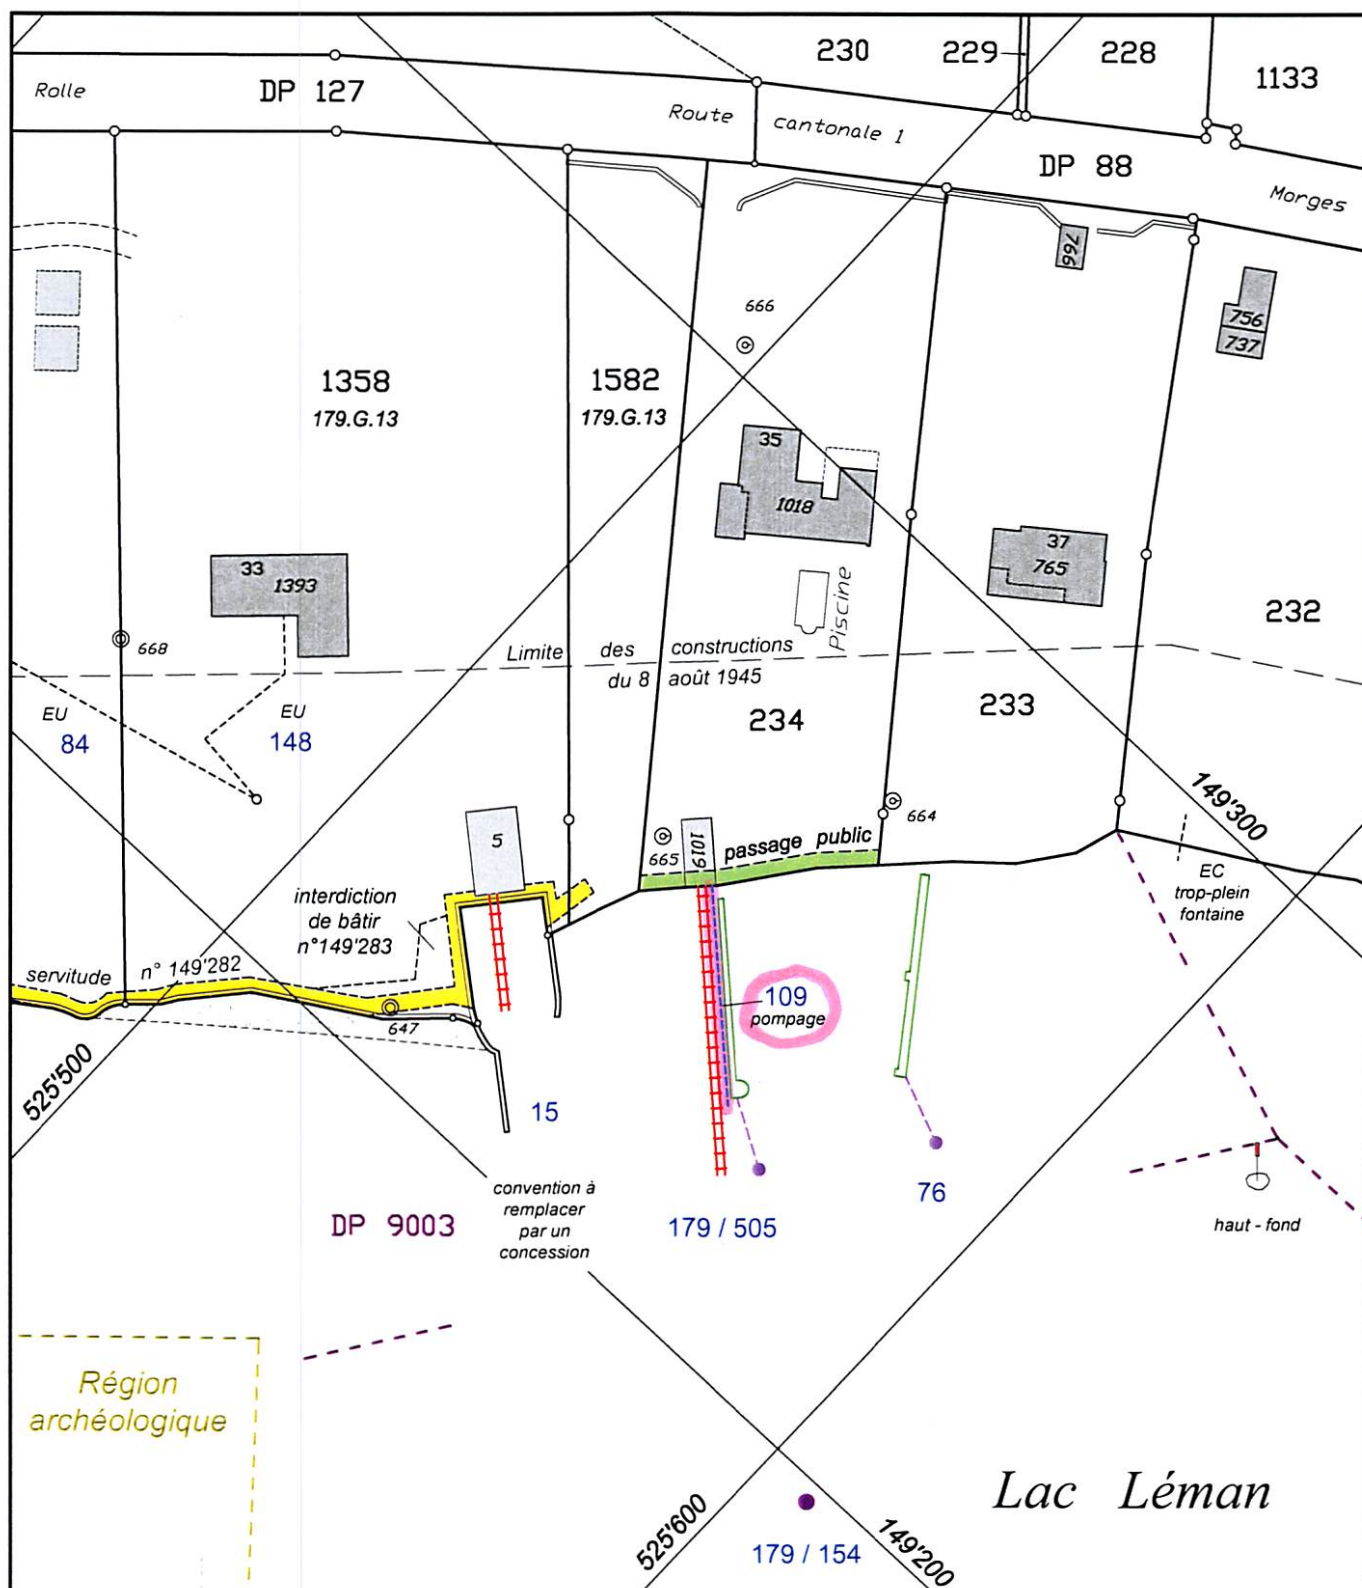 230
229
228
1133
Rolle
DP 127
Route
cantonale 1
DP 88
Morges
796
666
756
737
1358
179.G.13
1582
179.G.13
35
1018
37
765
33
1393
Piscine
232
668
Limite des constructions
du 8 août 1945
EU
84
EU
148
234
233
149'300
5
664
665
1019
passage public
EC
trop-plein
fontaine
interdiction
de bâtir
n°149'283
servitude n° 149'282
647
109
pompage
525'500
15
76
convention à
remplacer
par un
concession
DP 9003
179 / 505
haut - fond
Région
archéologique
Lac Léman
525'600
149'200
179 / 154